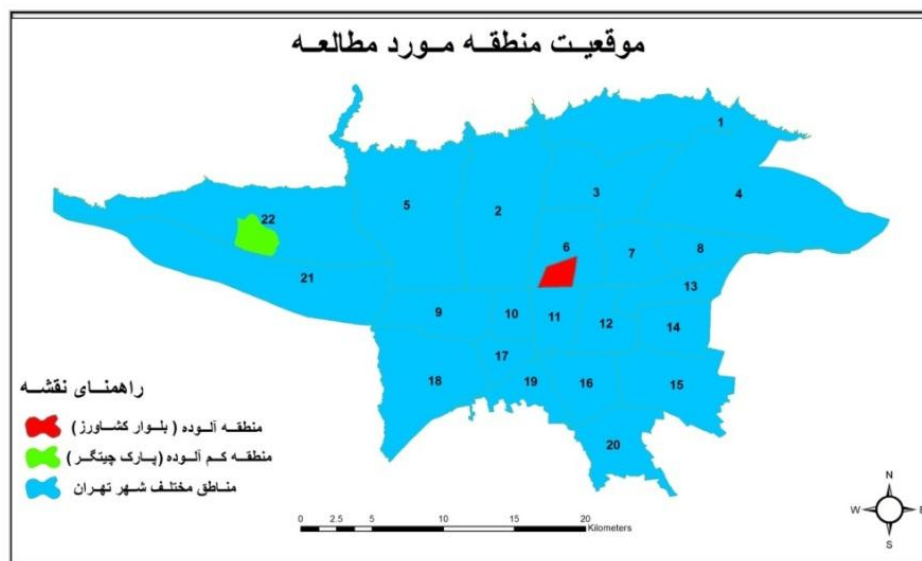 موقعیت منطقه مورد مطالعه
1
2
3
4
5
6
7
8
9
10
11
12
13
14
15
16
17
18
19
20
21
22
راهنمای نقشه
منطقه آلوده ( بلوار کشاورز )
منطقه کم آلوده (پارک چیتگر )
مناطق مختلف شهر تهران
0 2.5 5 10 15 20
Kilometers
N
W E
S